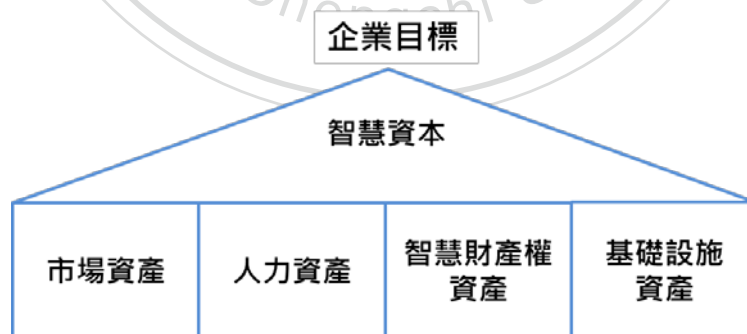 企業目標
智慧資本
市場資產
人力資產
智慧財產權
資產
基礎設施
資產